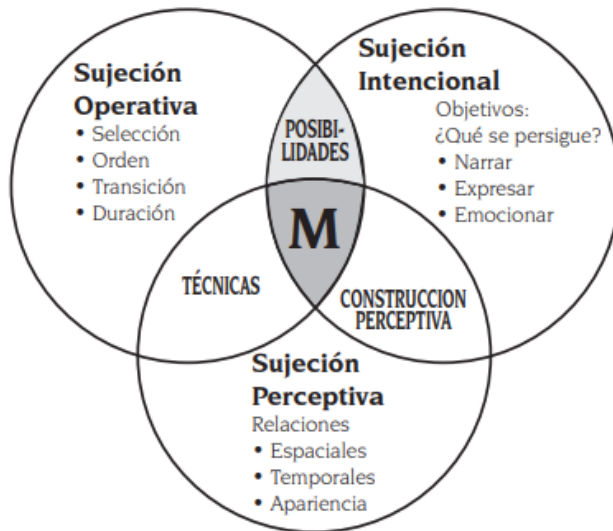 Sujeción
Operativa
• Selección
• Orden
• Transición
• Duración
Sujeción
Intencional
Objetivos:
¿Qué se persigue?
• Narrar
• Expresar
• Emocionar
POSIBI-
LIDADES
M
TÉCNICAS
CONSTRUCCION
PERCEPTIVA
Sujeción
Perceptiva
Relaciones
• Espaciales
• Temporales
• Apariencia